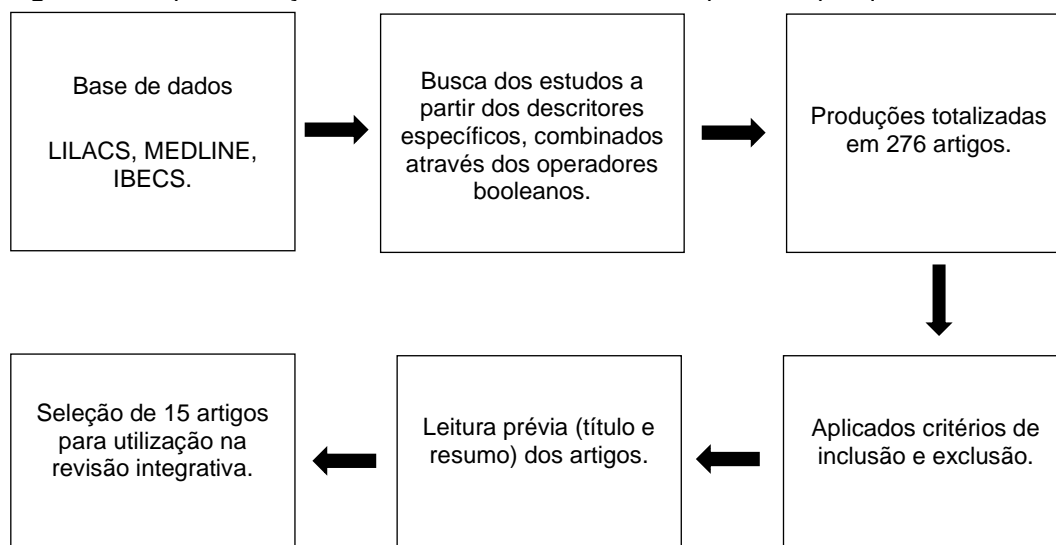 Base de dados
LILACS, MEDLINE,
IBECS.
Busca dos estudos a
partir dos descritores
específicos, combinados
através dos operadores
booleanos.
Produções totalizadas
em 276 artigos.
Aplicados critérios de
inclusão e exclusão.
Leitura prévia (título e
resumo) dos artigos.
Seleção de 15 artigos
para utilização na
revisão integrativa.